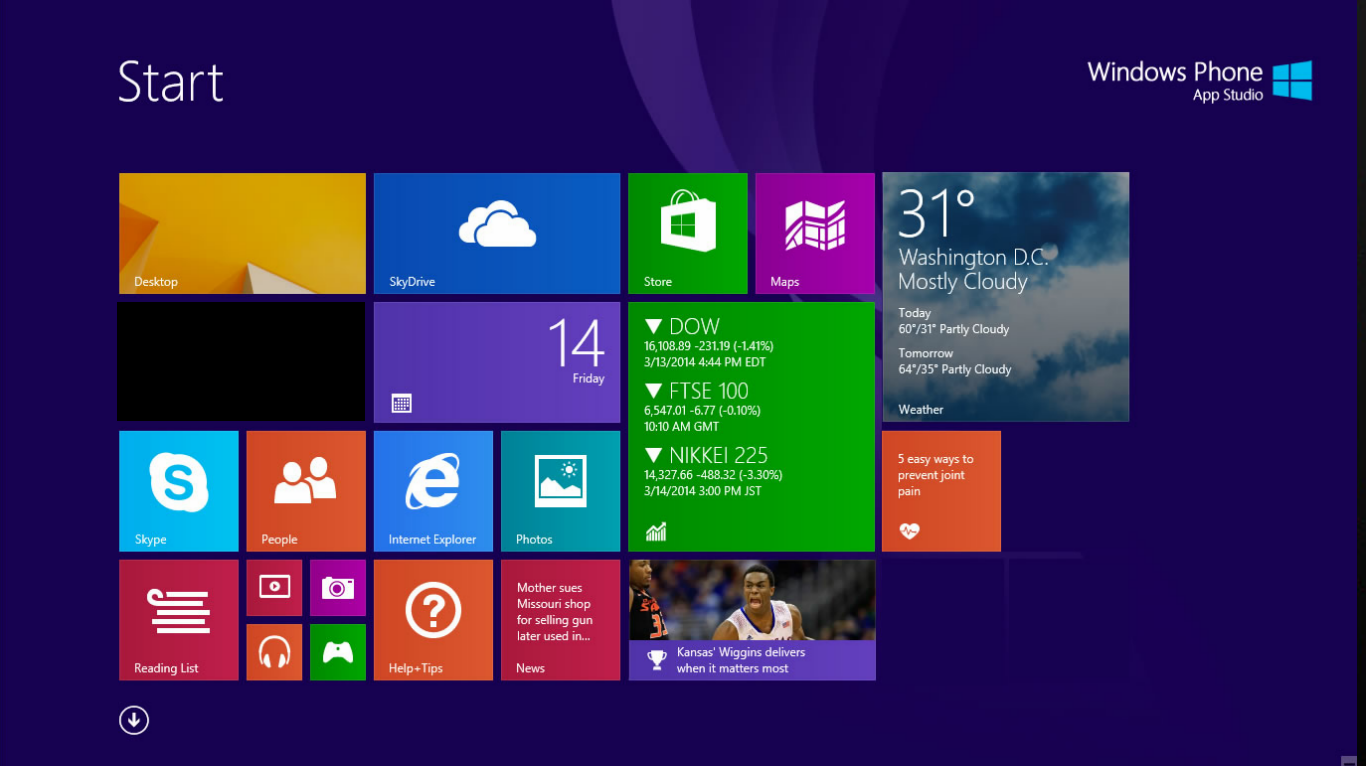 Start
Windows Phone
App Studio
Desktop
SkyDrive
Store
Maps
31°
Washington D.C.
Mostly Cloudy
Today
60°/31° Partly Cloudy
Tomorrow
64°/35° Partly Cloudy
Weather
14
Friday
▼ DOW
16,108.89 -231.19 (-1.41%)
3/13/2014 4:44 PM EDT
▼ FTSE 100
6,547.01 -6.77 (-0.10%)
10:10 AM GMT
▼ NIKKEI 225
14,327.66 -488.32 (-3.30%)
3/14/2014 3:00 PM JST
Skype
People
Internet Explorer
Photos
5 easy ways to
prevent joint
pain
Reading List
Help+Tips
Mother sues
Missouri shop
for selling gun
later used in...
News
33
Kansas' Wiggins delivers
when it matters most